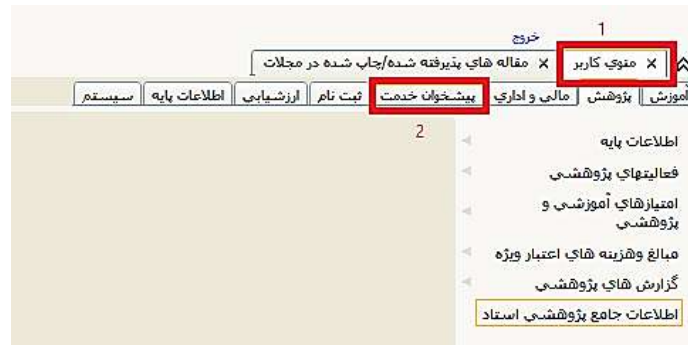 1
خروج
منوي کاربر × مقاله هاي پذيرفته شده/چاپ شده در مجلات ×
آموزش پژوهش مالي و اداري پيشخوان خدمت ثبت نام ارزشيابي اطلاعات پايه سيستم
2
اطلاعات پايه
فعاليتهاي پژوهشي
امتيازهاي آموزشي و
پژوهشي
مبالغ وهزينه هاي اعتبار ويژه
گزارش هاي پژوهشي
اطلاعات جامع پژوهشي استاد